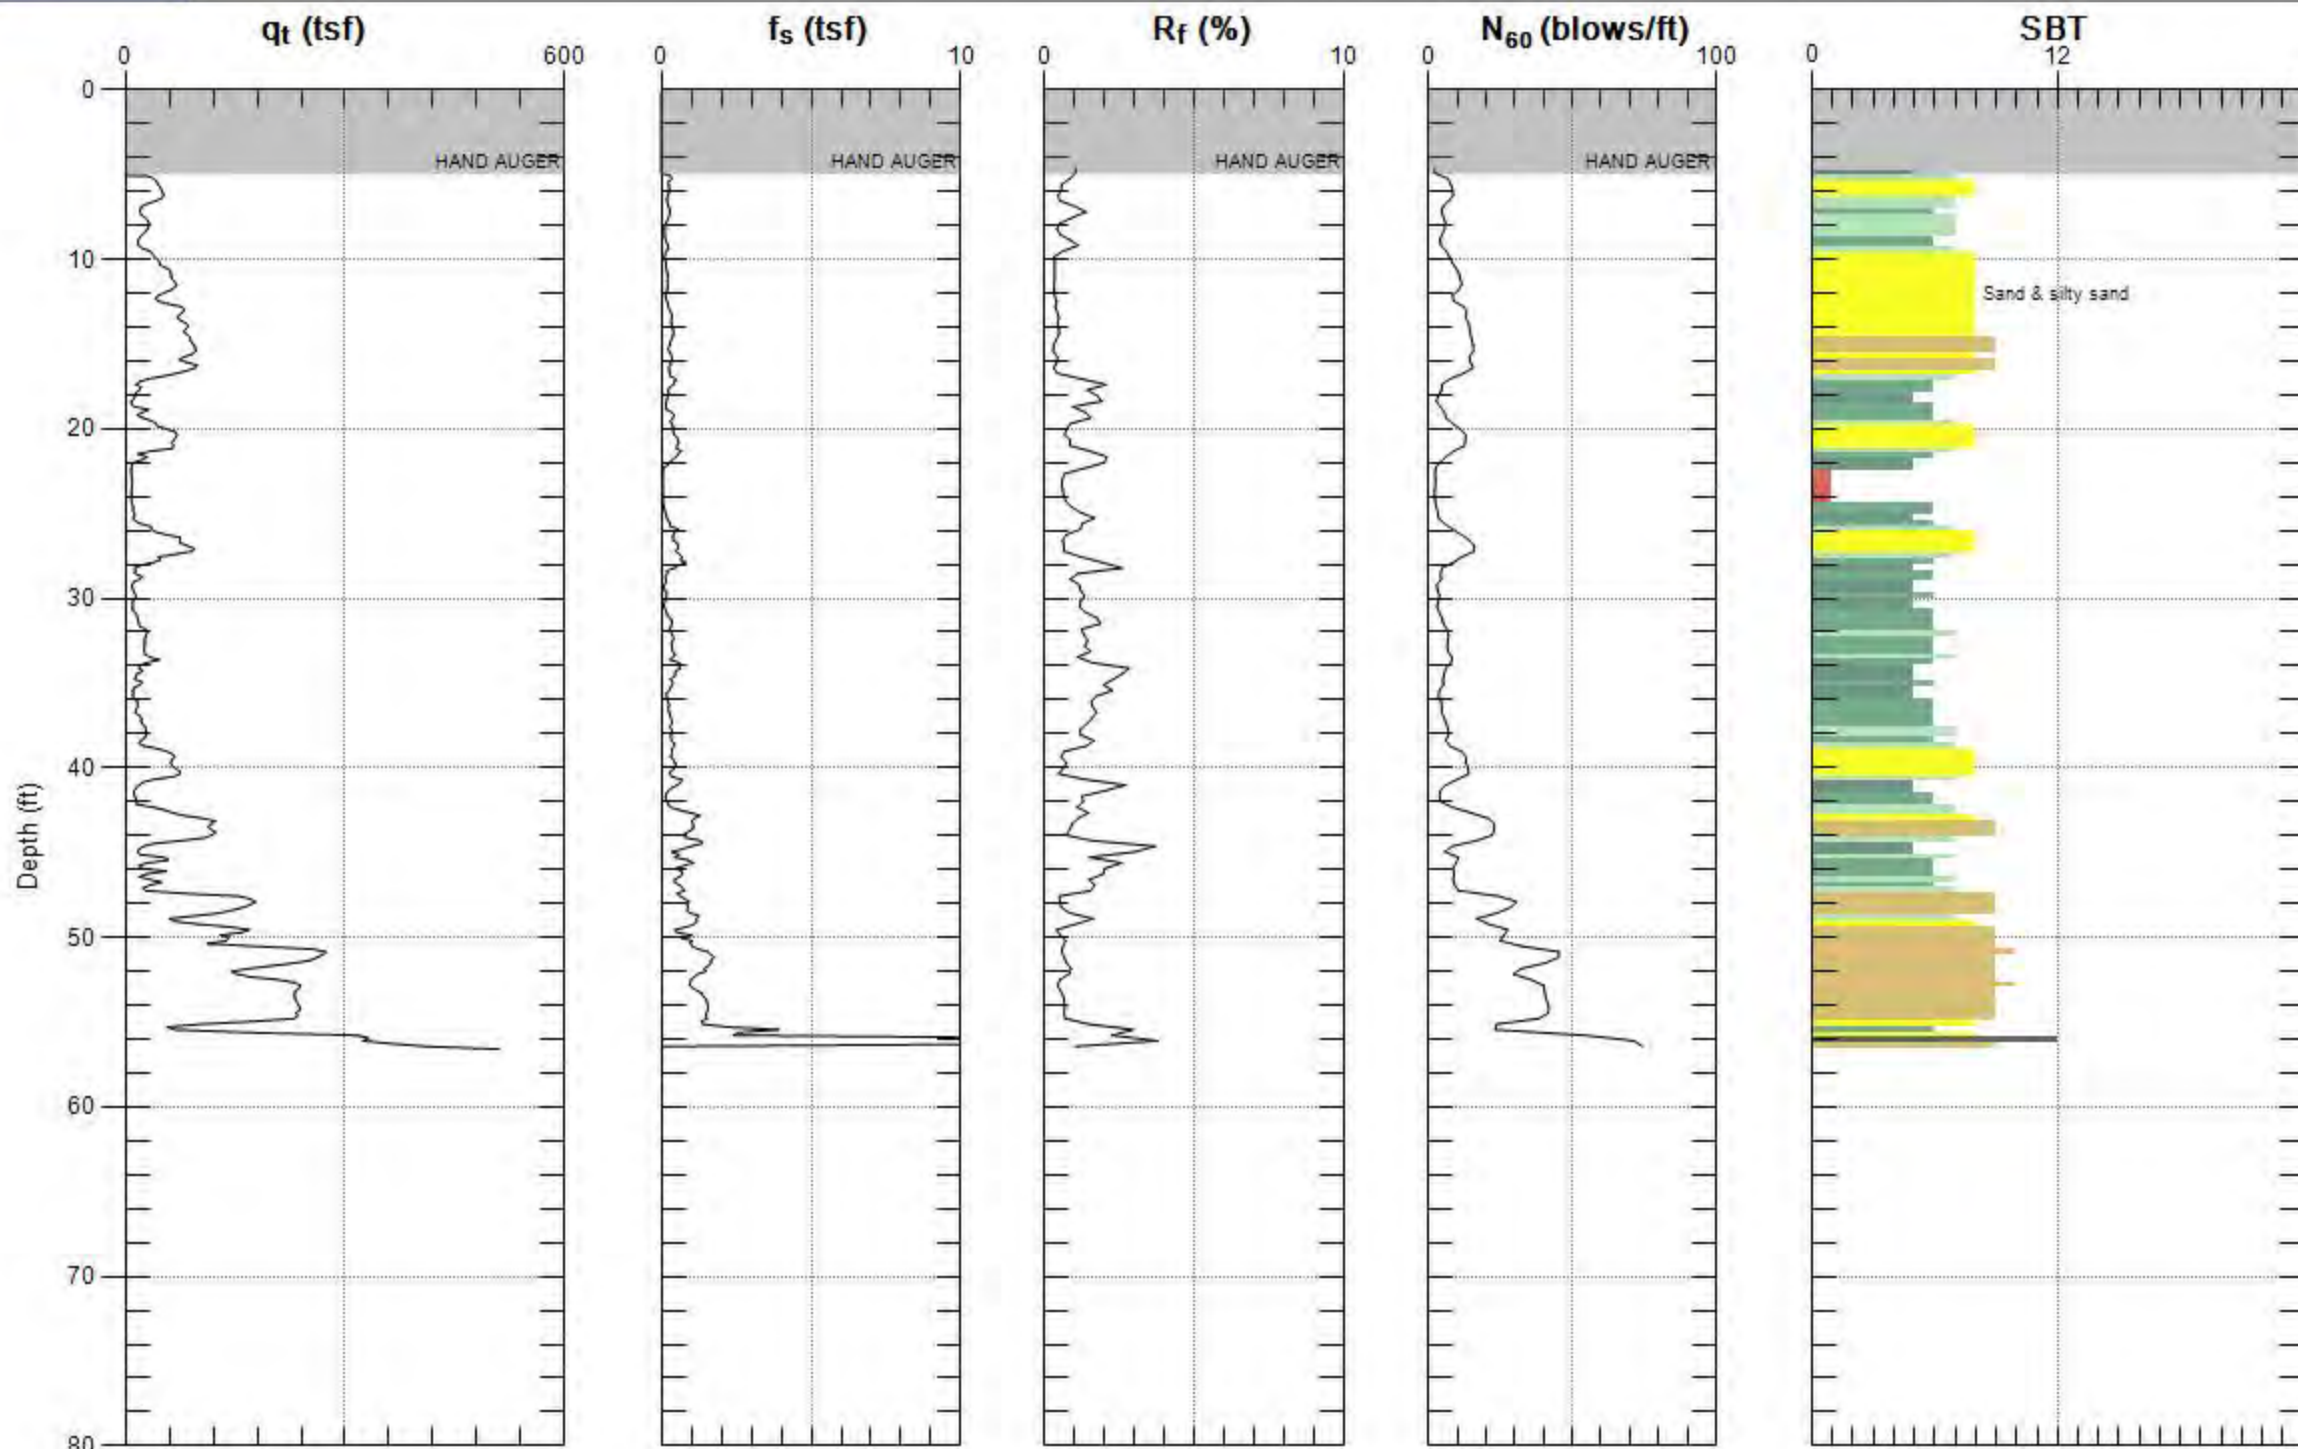 qt (tsf) fs (tsf) Rf (%) N60 (blows/ft) SBT
0 600 0 10 0 10 0 100 0 12
0
HAND AUGER HAND AUGER HAND AUGER HAND AUGER
10
Sand & silty sand
20
30
40
Depth (ft)
50
60
70
80